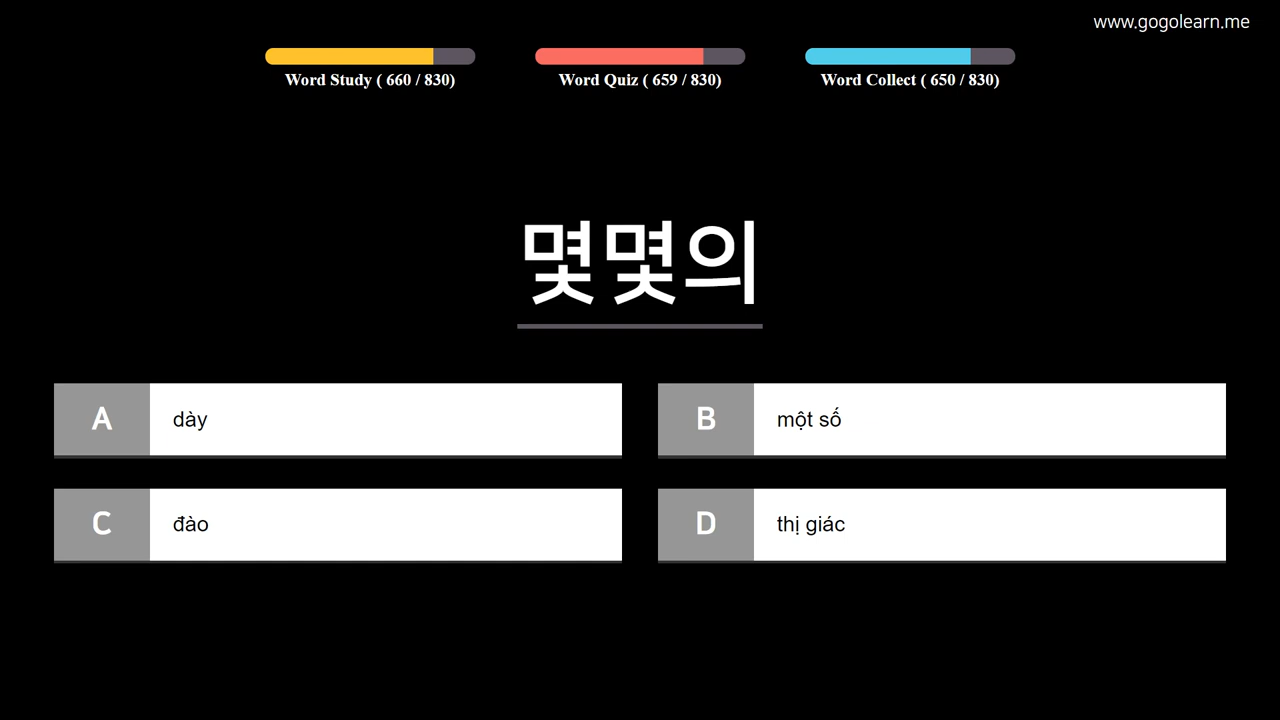 www.gogolearn.me
Word Study ( 660 / 830)
Word Quiz ( 659 / 830)
Word Collect ( 650 / 830)
몇몇의
A dày
B một số
C đào
D thị giác